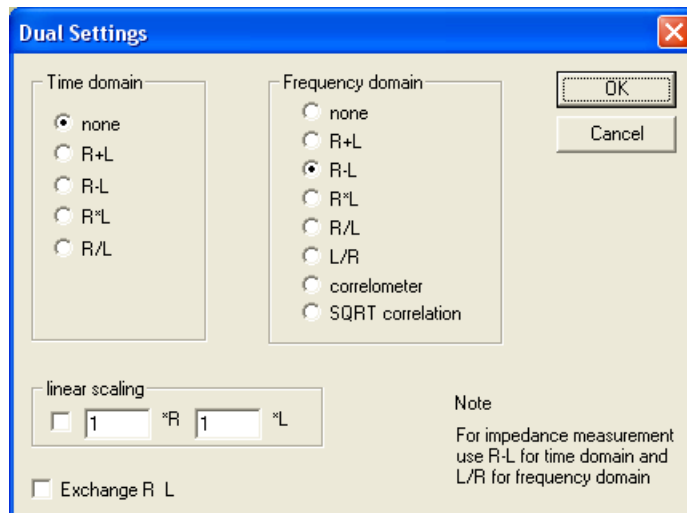 Dual Settings
Time domain
none
R+L
R-L
R*L
R/L
Frequency domain
none
R+L
R-L
R*L
R/L
L/R
correlometer
SQRT correlation
OK
Cancel
linear scaling
1 *R 1 *L
Exchange R L
Note
For impedance measurement
use R-L for time domain and
L/R for frequency domain